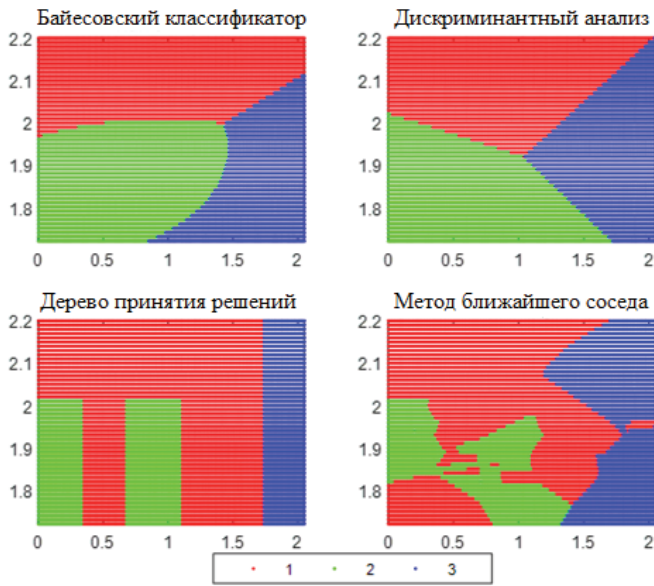 Байесовский классификатор
Дискриминантный анализ
2.2
2.1
2
1.9
1.8
0 0.5 1 1.5 2
2.2
2.1
2
1.9
1.8
0 0.5 1 1.5 2
Дерево принятия решений
Метод ближайшего соседа
2.2
2.1
2
1.9
1.8
0 0.5 1 1.5 2
2.2
2.1
2
1.9
1.8
0 0.5 1 1.5 2
1 2 3